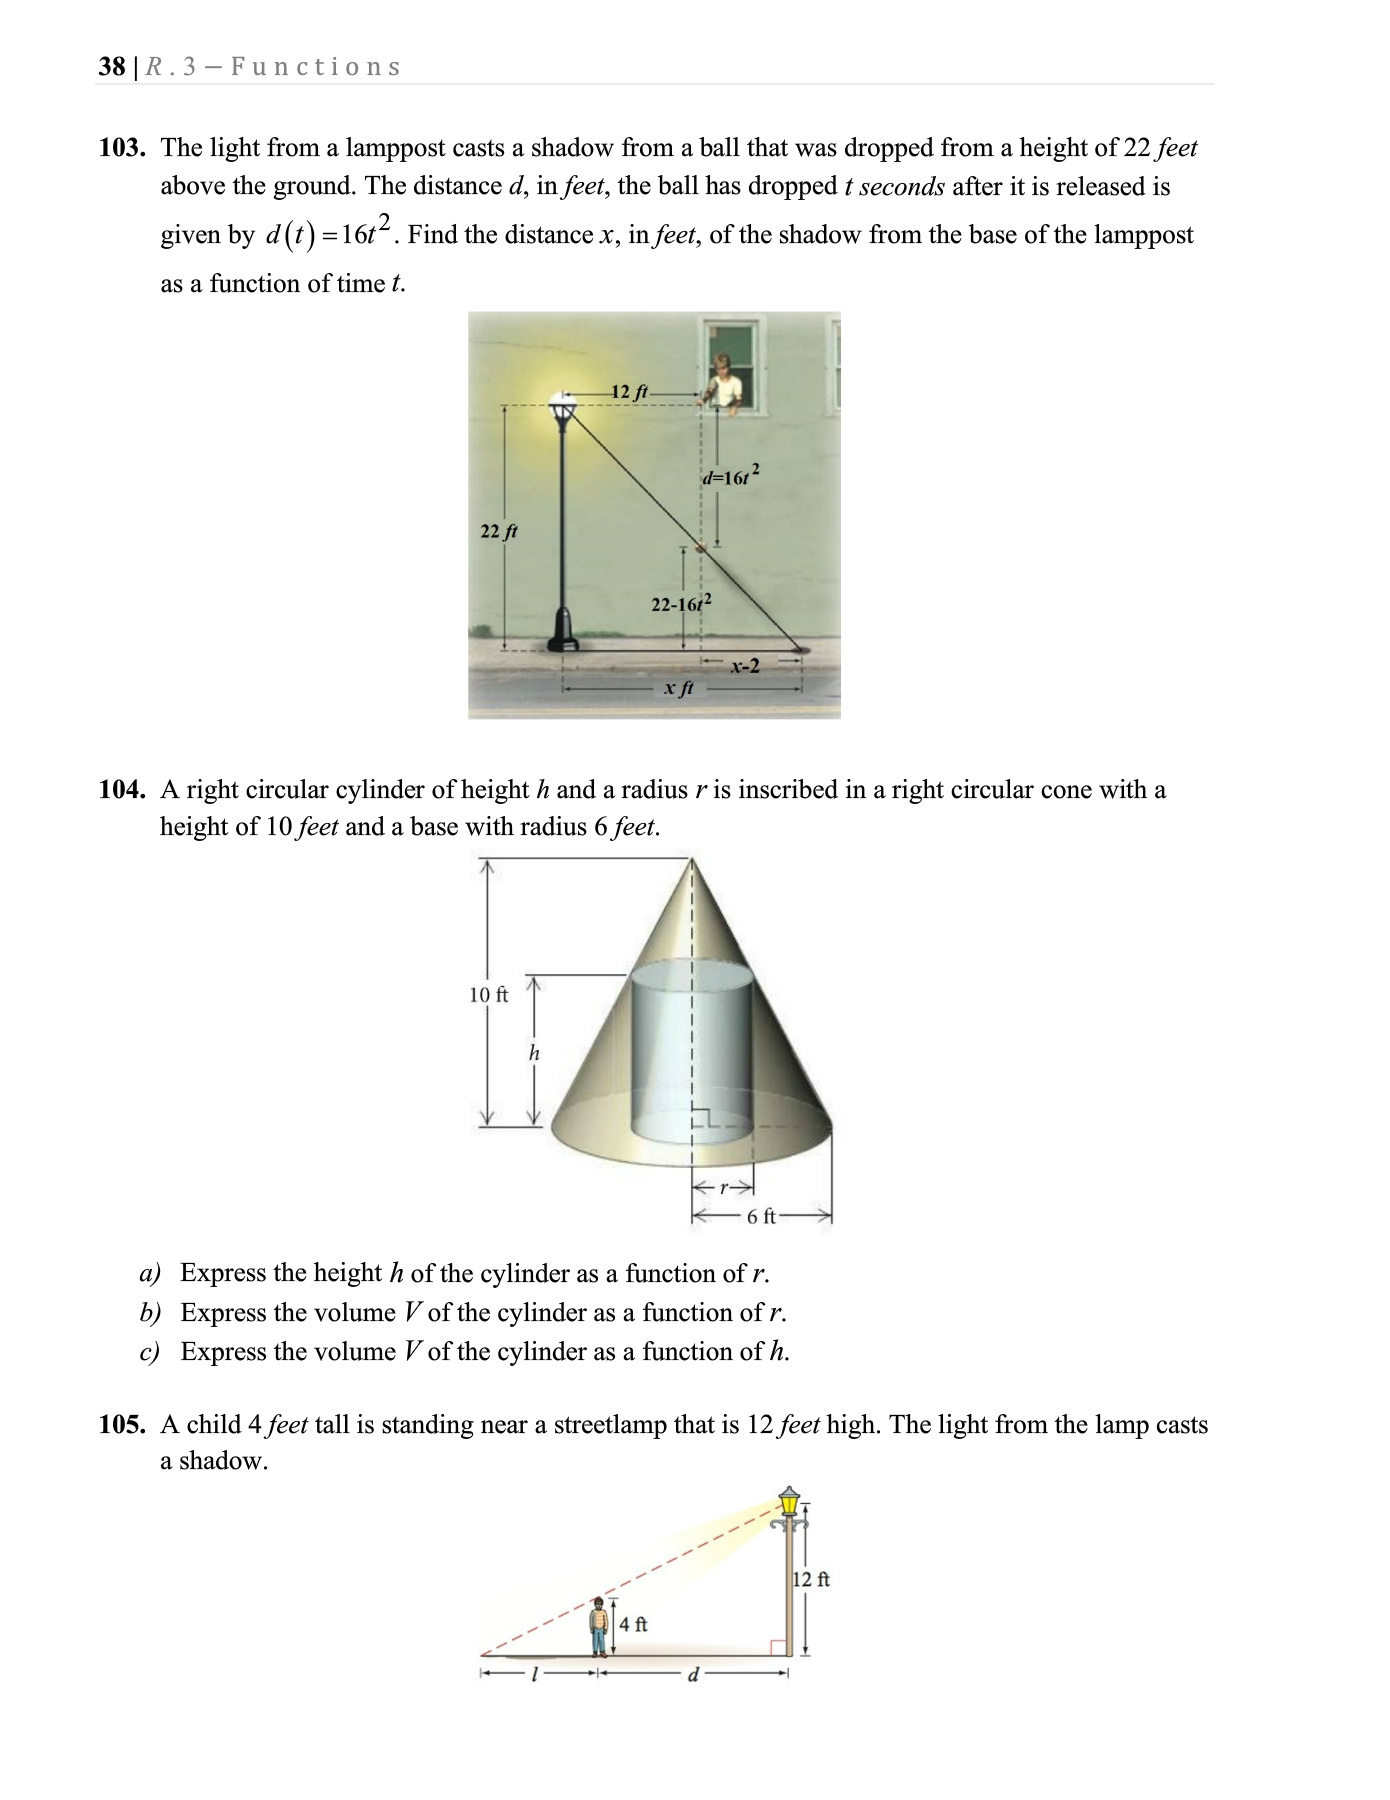 38 | R.3 – Functions
103. The light from a lamppost casts a shadow from a ball that was dropped from a height of 22 feet
above the ground. The distance d, in feet, the ball has dropped t seconds after it is released is
given by d(t) = 16t². Find the distance x, in feet, of the shadow from the base of the lamppost
as a function of time t.
12 ft
d=16t²
22 ft
22-16t²
x-2
x ft
104. A right circular cylinder of height h and a radius r is inscribed in a right circular cone with a
height of 10 feet and a base with radius 6 feet.
10 ft
h
r
6 ft
a) Express the height h of the cylinder as a function of r.
b) Express the volume V of the cylinder as a function of r.
c) Express the volume V of the cylinder as a function of h.
105. A child 4 feet tall is standing near a streetlamp that is 12 feet high. The light from the lamp casts
a shadow.
12 ft
4 ft
l
d